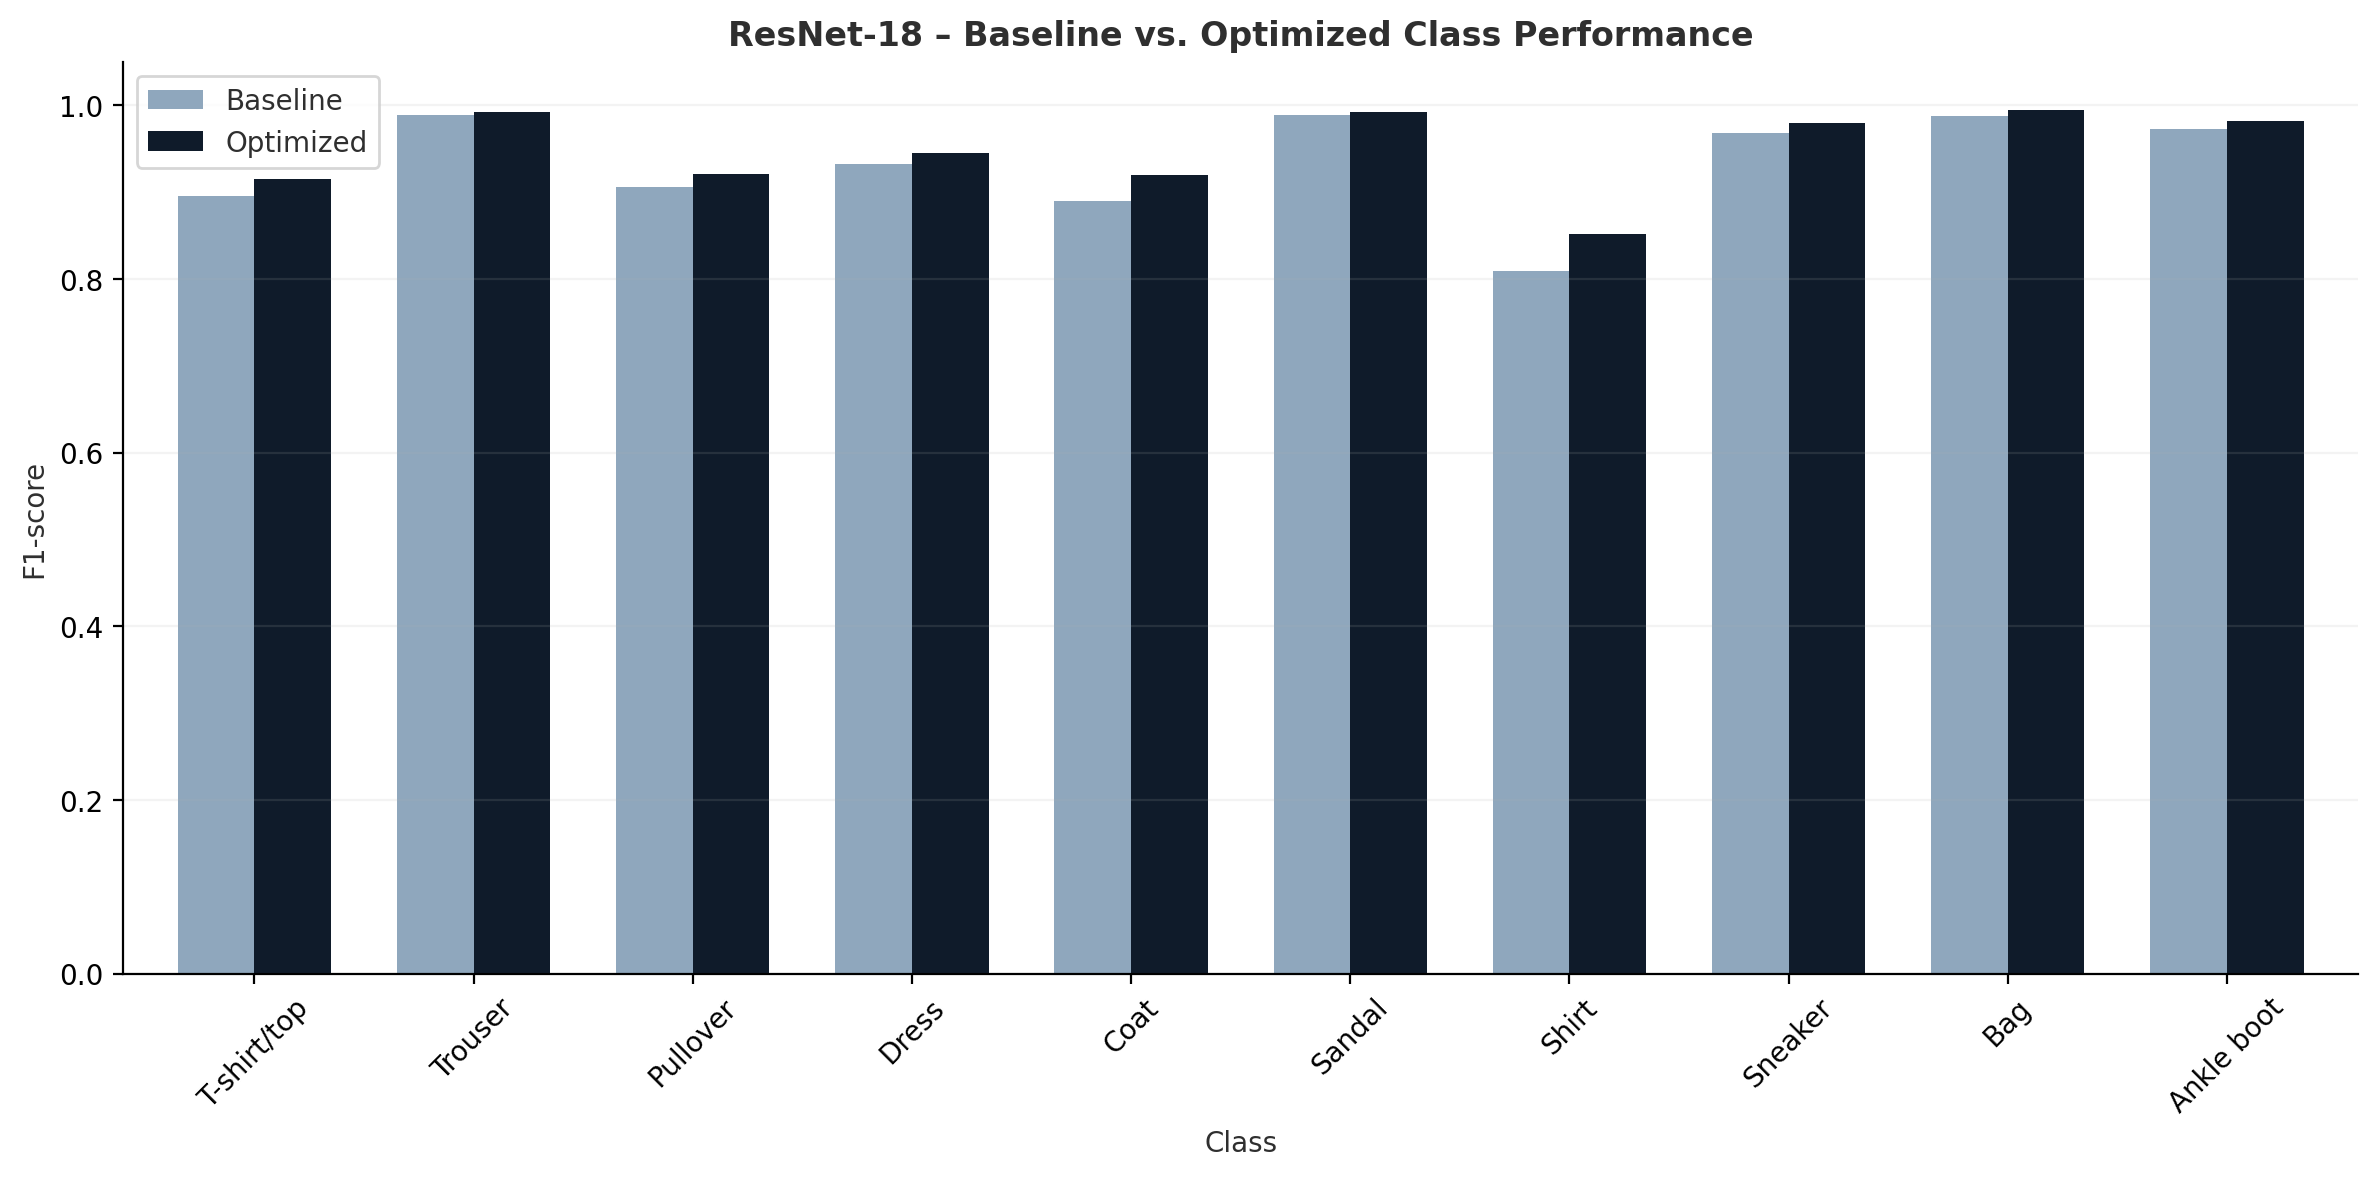 ResNet-18 – Baseline vs. Optimized Class Performance
Baseline
Optimized
F1-score
1.0
0.8
0.6
0.4
0.2
0.0
T-shirt/top
Trouser
Pullover
Dress
Coat
Sandal
Shirt
Sneaker
Bag
Ankle boot
Class